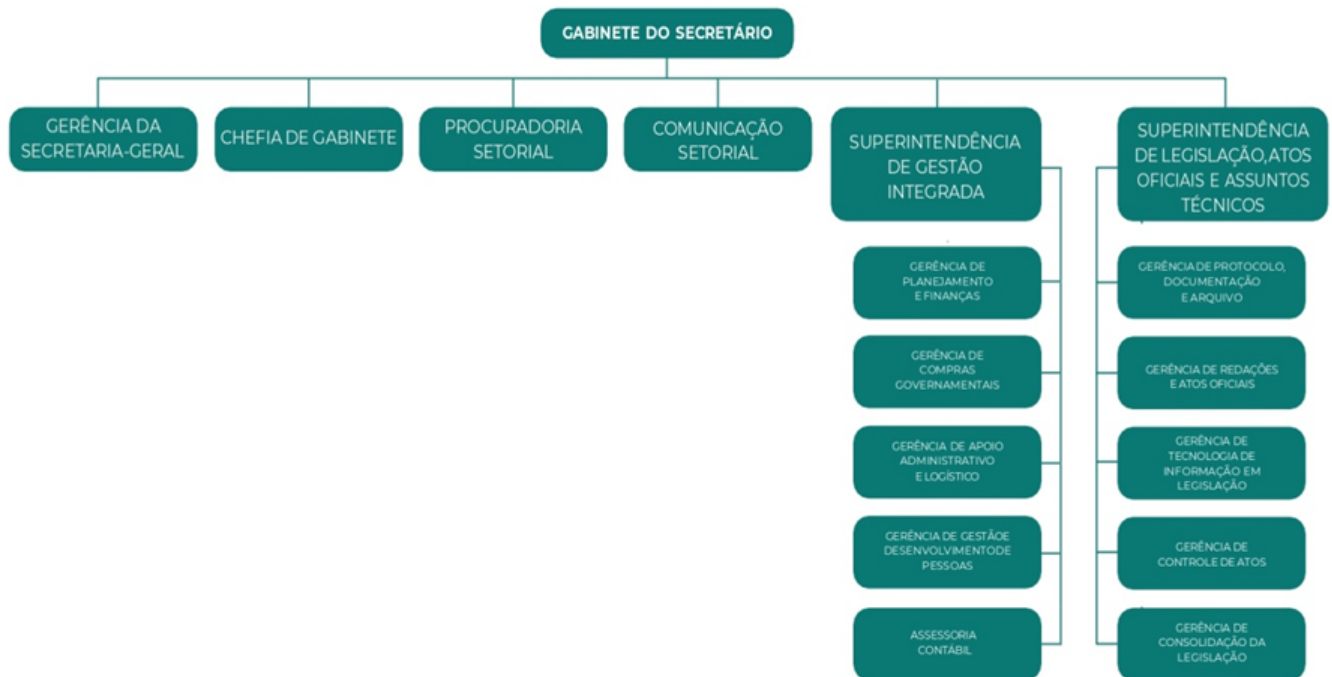 GABINETE DO SECRETÁRIO
GERÊNCIA DA
SECRETARIA-GERAL
CHEFIA DE GABINETE
PROCURADORIA
SETORIAL
COMUNICAÇÃO
SETORIAL
SUPERINTENDÊNCIA
DE GESTÃO
INTEGRADA
SUPERINTENDÊNCIA
DE LEGISLAÇÃO,ATOS
OFICIAIS E ASSUNTOS
TÉCNICOS
GERÊNCIA DE
PLANEJAMENTO
E FINANÇAS
GERÊNCIA DE
COMPRAS
GOVERNAMENTAIS
GERÊNCIA DE APOIO
ADMINISTRATIVO
E LOGÍSTICO
GERÊNCIA DE GESTÃOE
DESENVOLVIMENTODE
PESSOAS
ASSESSORIA
CONTÁBIL
GERÊNCIA DE PROTOCOLO,
DOCUMENTAÇÃO
E ARQUIVO
GERÊNCIA DE REDAÇÕES
E ATOS OFICIAIS
GERÊNCIA DE
TECNOLOGIA DE
INFORMAÇÃO EM
LEGISLAÇÃO
GERÊNCIA DE
CONTROLE DE ATOS
GERÊNCIA DE
CONSOLIDAÇÃO DA
LEGISLAÇÃO